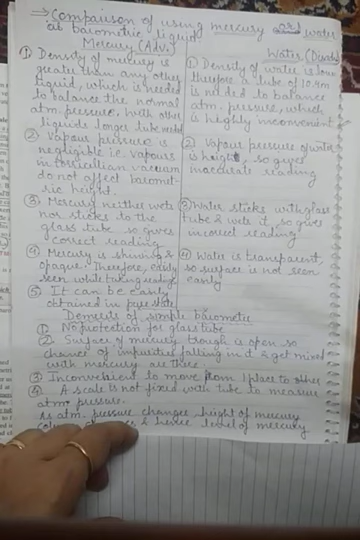 → Comparison of using mercury and water
as barometric liquid
Mercury (Adv.)
① Density of mercury is
greater than any other
liquid, which is needed
to balance the normal
atm. pressure. With other
liquids longer tube needed
② Vapour pressure is
negligible i.e. vapours
in torricellian vacuum
do not affect baromet-
ric height.
③ Mercury neither wets
nor sticks to the
glass tube so gives
correct reading
④ Mercury is shining &
opaque. Therefore, easily
seen while taking reading
⑤ It can be easily
obtained in pure state
Water (Disadv)
① Density of water is low
therefore a tube of 10.4m
is needed to balance
atm. pressure, which
is highly inconvenient
② Vapour pressure of water
is high, so gives
inaccurate reading
③ Water sticks with glass
tube & wets it, so gives
incorrect reading
④ Water is transparent,
so surface is not seen
easily
Demerits of simple barometer
① No protection for glass tube
② Surface of mercury trough is open so
chance of impurities falling in it & get mixed
with mercury are there
③ Inconvenient to move from 1 place to other
④ A scale is not fixed with tube to measure
atm. pressure.
As atm. pressure changes height of mercury
& hence level of mercury